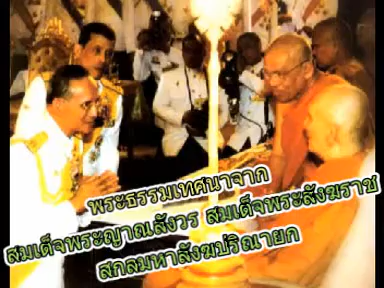 พระธรรมเทศนาจาก
สมเด็จพระญาณสังวร สมเด็จพระสังฆราช
สกลมหาสังฆปริณายก